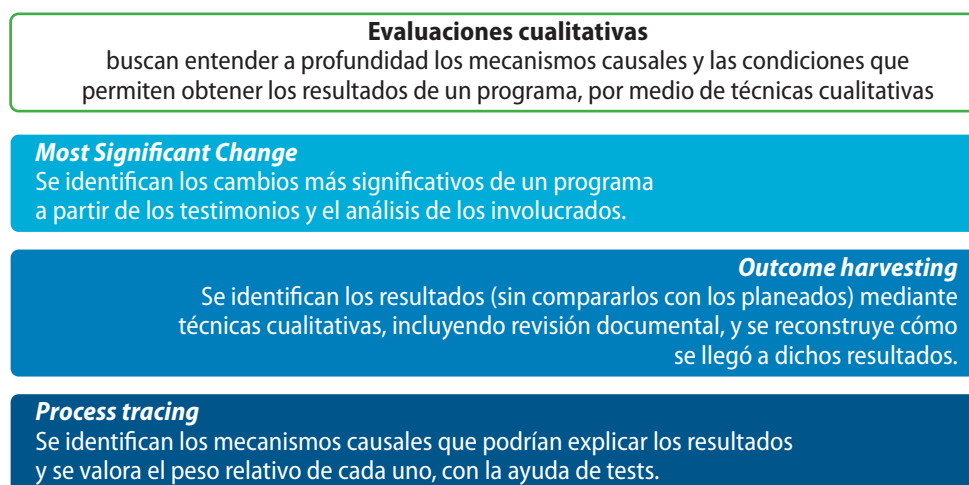 Evaluaciones cualitativas
buscan entender a profundidad los mecanismos causales y las condiciones que
permiten obtener los resultados de un programa, por medio de técnicas cualitativas
Most Significant Change
Se identifican los cambios más significativos de un programa
a partir de los testimonios y el análisis de los involucrados.
Outcome harvesting
Se identifican los resultados (sin compararlos con los planeados) mediante
técnicas cualitativas, incluyendo revisión documental, y se reconstruye cómo
se llegó a dichos resultados.
Process tracing
Se identifican los mecanismos causales que podrían explicar los resultados
y se valora el peso relativo de cada uno, con la ayuda de tests.